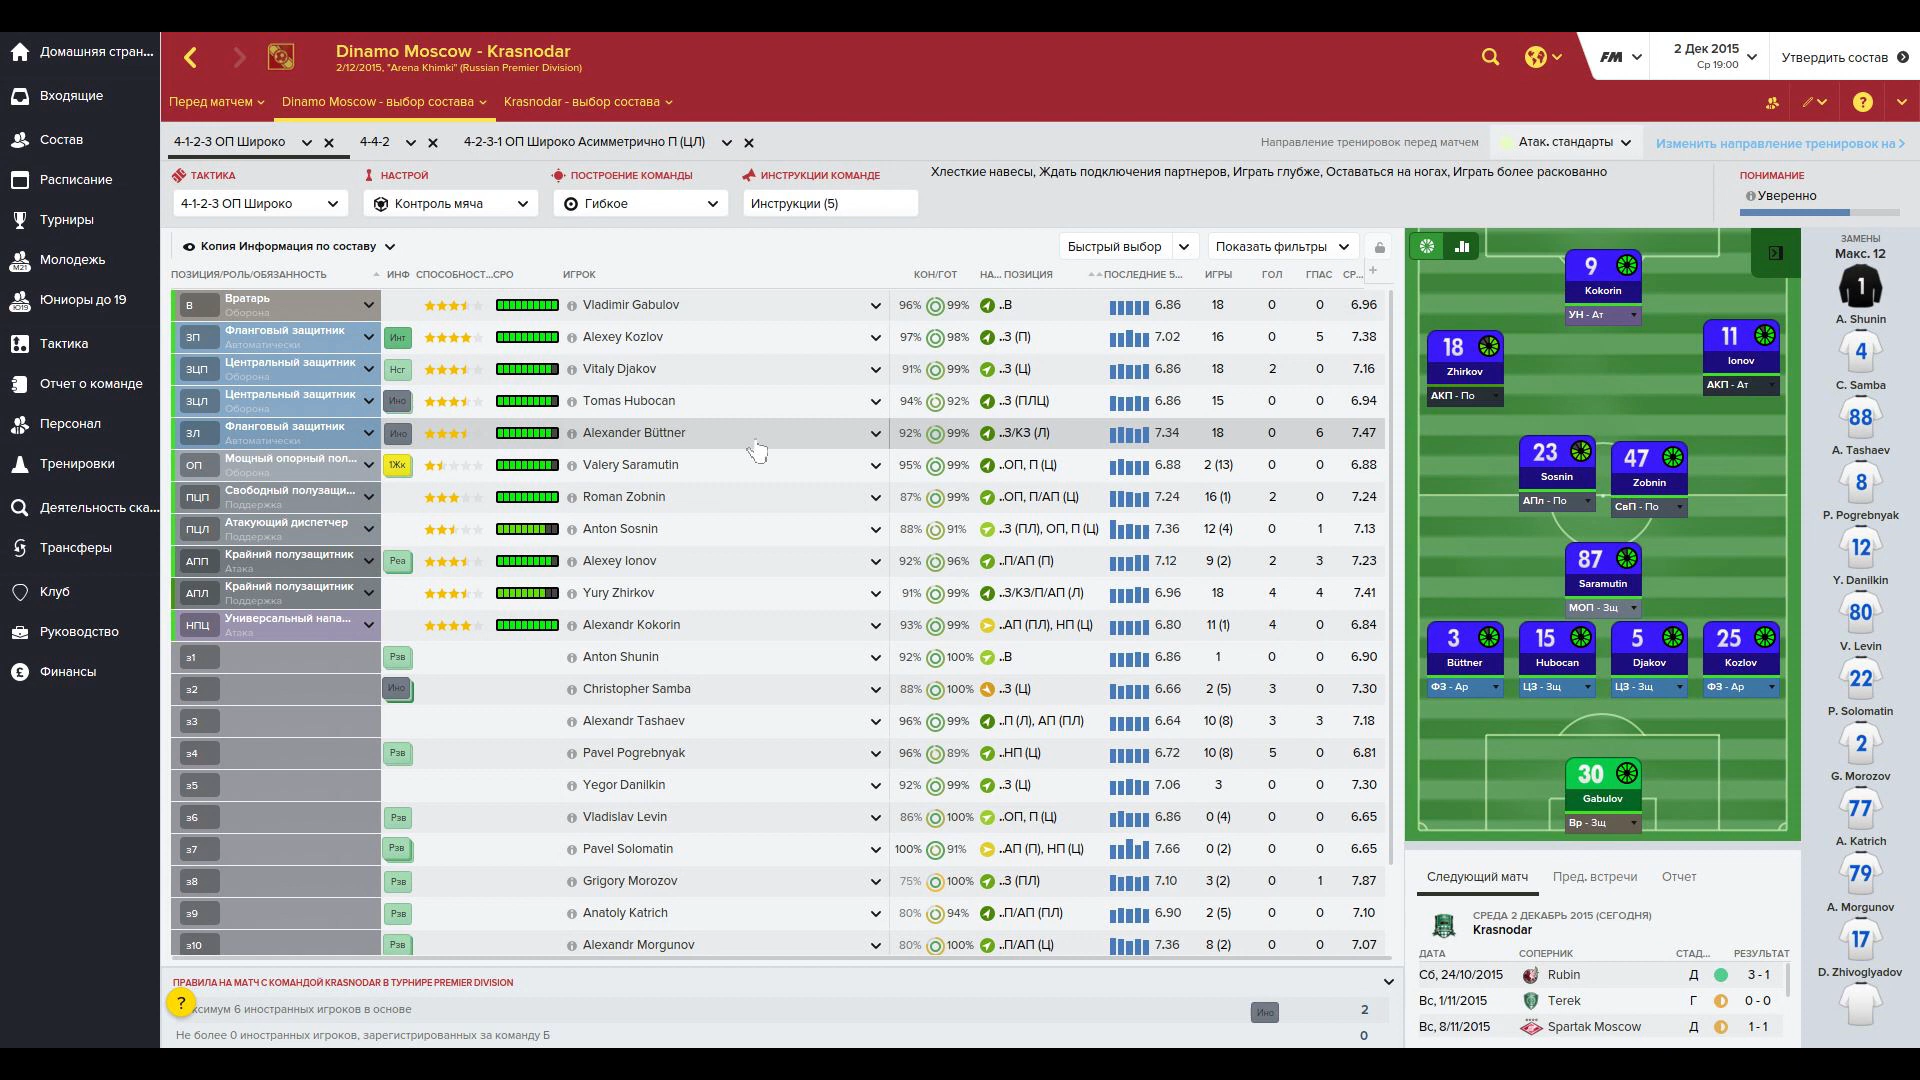 Домашняя стран...
Входящие
Состав
Расписание
Турниры
Молодежь
M21
Юниоры до 19
Ю19
Тактика
Отчет о команде
Персонал
Тренировки
Деятельность ска...
Трансферы
Клуб
Руководство
Финансы
Dinamo Moscow - Krasnodar
2/12/2015, "Arena Khimki" (Russian Premier Division)
FM
2 Дек 2015
Ср 19:00
Утвердить состав
Перед матчем
Dinamo Moscow - выбор состава
Krasnodar - выбор состава
?
4-1-2-3 ОП Широко
4-4-2
4-2-3-1 ОП Широко Асимметрично П (ЦЛ)
Направление тренировок перед матчем
Атак. стандарты
Изменить направление тренировок на
ТАКТИКА
НАСТРОЙ
ПОСТРОЕНИЕ КОМАНДЫ
ИНСТРУКЦИИ КОМАНДЕ
4-1-2-3 ОП Широко
Контроль мяча
Гибкое
Инструкции (5)
Хлесткие навесы, Ждать подключения партнеров, Играть глубже, Оставаться на ногах, Играть более раскованно
ПОНИМАНИЕ
Уверенно
Копия Информация по составу
Быстрый выбор
Показать фильтры
ПОЗИЦИЯ/РОЛЬ/ОБЯЗАННОСТЬ ИНФ СПОСОБНОСТ... СРО ИГРОК КОН/ГОТ НА... ПОЗИЦИЯ ПОСЛЕДНИЕ 5... ИГРЫ ГОЛ ГПАС СР...
В Вратарь Оборона Vladimir Gabulov 96% 99% ..В 6.86 18 0 0 6.96
ЗП Фланговый защитник Автоматически Инт Alexey Kozlov 97% 98% ..З (П) 7.02 16 0 5 7.38
ЗЦП Центральный защитник Оборона Нсг Vitaly Djakov 91% 99% ..З (Ц) 6.86 18 2 0 7.16
ЗЦЛ Центральный защитник Оборона Ино Tomas Hubocan 94% 92% ..З (ПЛЦ) 6.86 15 0 0 6.94
ЗЛ Фланговый защитник Автоматически Ино Alexander Büttner 92% 99% ..З/КЗ (Л) 7.34 18 0 6 7.47
ОП Мощный опорный пол... Оборона 1Жк Valery Saramutin 95% 99% ..ОП, П (Ц) 6.88 2 (13) 0 0 6.88
ПЦП Свободный полузащи... Поддержка Roman Zobnin 87% 99% ..ОП, П/АП (Ц) 7.24 16 (1) 2 0 7.24
ПЦЛ Атакующий диспетчер Поддержка Anton Sosnin 88% 91% ..З (ПЛ), ОП, П (Ц) 7.36 12 (4) 0 1 7.13
АПП Крайний полузащитник Атака Реа Alexey Ionov 92% 96% ..П/АП (П) 7.12 9 (2) 2 3 7.23
АПЛ Крайний полузащитник Поддержка Yury Zhirkov 91% 99% ..З/КЗ/П/АП (Л) 6.96 18 4 4 7.41
НПЦ Универсальный напа... Атака Alexandr Kokorin 93% 99% ..АП (ПЛ), НП (Ц) 6.80 11 (1) 4 0 6.84
з1 Рзв Anton Shunin 92% 100% ..В 6.86 1 0 0 6.90
з2 Ино Christopher Samba 88% 100% ..З (Ц) 6.66 2 (5) 3 0 7.30
з3 Alexandr Tashaev 96% 99% ..П (Л), АП (ПЛ) 6.64 10 (8) 3 3 7.18
з4 Рзв Pavel Pogrebnyak 96% 89% ..НП (Ц) 6.72 10 (8) 5 0 6.81
з5 Yegor Danilkin 92% 99% ..З (Ц) 7.06 3 0 0 7.30
з6 Рзв Vladislav Levin 86% 100% ..ОП, П (Ц) 6.86 0 (4) 0 0 6.65
з7 Рзв Pavel Solomatin 100% 91% ..АП (П), НП (Ц) 7.66 0 (2) 0 0 6.65
з8 Рзв Grigory Morozov 75% 100% ..З (ПЛ) 7.10 3 (2) 0 1 7.87
з9 Рзв Anatoly Katrich 80% 94% ..П/АП (ПЛ) 6.90 2 (5) 0 0 7.10
з10 Рзв Alexandr Morgunov 80% 100% ..П/АП (Ц) 7.36 8 (2) 0 0 7.07
ПРАВИЛА НА МАТЧ С КОМАНДОЙ KRASNODAR В ТУРНИРЕ PREMIER DIVISION
?
ксимум 6 иностранных игроков в основе Ино 2
Не более 0 иностранных игроков, зарегистрированных за команду Б 0
9
Kokorin
УН - Ат
18
Zhirkov
АКП - По
11
Ionov
АКП - Ат
23
Sosnin
АПл - По
47
Zobnin
СвП - По
87
Saramutin
МОП - Зщ
3
Büttner
ФЗ - Ар
15
Hubocan
ЦЗ - Зщ
5
Djakov
ЦЗ - Зщ
25
Kozlov
ФЗ - Ар
30
Gabulov
Вр - Зщ
ЗАМЕНЫ
Макс. 12
1
A. Shunin
4
C. Samba
88
A. Tashaev
8
P. Pogrebnyak
12
Y. Danilkin
80
V. Levin
22
P. Solomatin
2
G. Morozov
77
A. Katrich
79
A. Morgunov
17
D. Zhivoglyadov
Следующий матч
Пред. встречи
Отчет
СРЕДА 2 ДЕКАБРЬ 2015 (СЕГОДНЯ)
Krasnodar
ДАТА СОПЕРНИК СТАД... РЕЗУЛЬТАТ
Сб, 24/10/2015 Rubin Д 3 - 1
Вс, 1/11/2015 Terek Г 0 - 0
Вс, 8/11/2015 Spartak Moscow Д 1 - 1